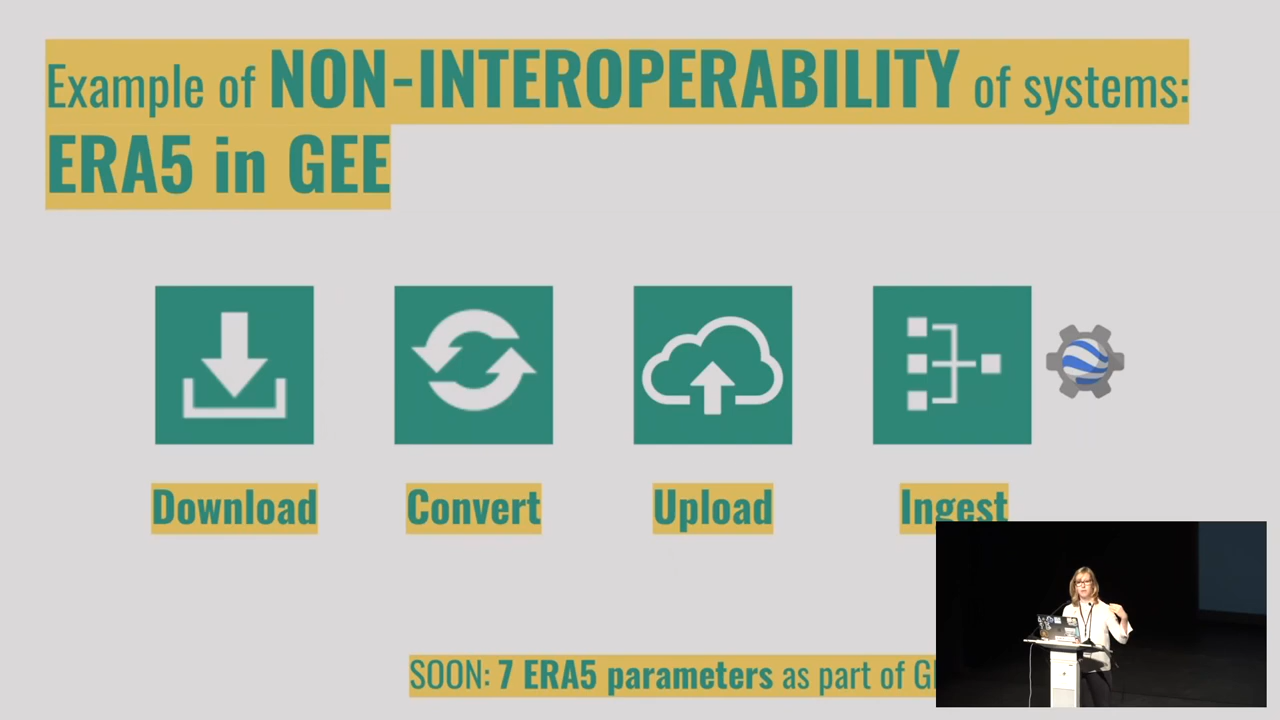 Example of NON-INTEROPERABILITY of systems:
ERA5 in GEE
Download Convert Upload Ingest
SOON: 7 ERA5 parameters as part of